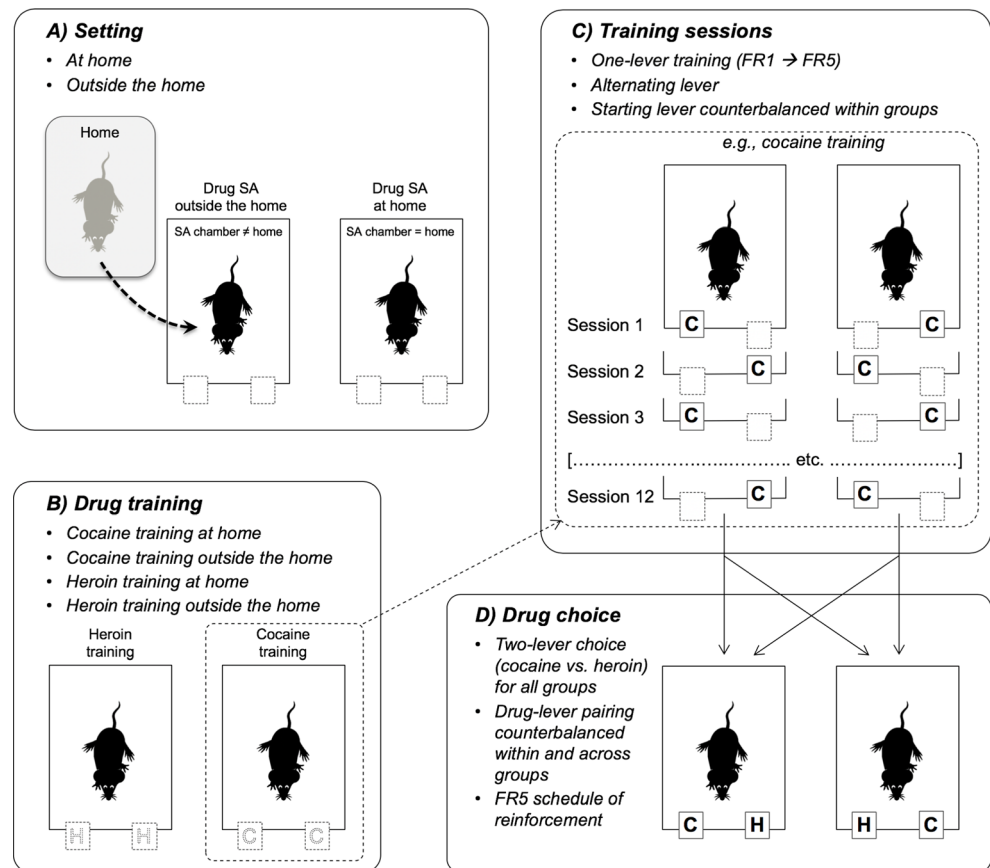 A) Setting
• At home
• Outside the home
Home
Drug SA
outside the home
SA chamber ≠ home
Drug SA
at home
SA chamber = home
B) Drug training
• Cocaine training at home
• Cocaine training outside the home
• Heroin training at home
• Heroin training outside the home
Heroin
training
H H
Cocaine
training
C C
C) Training sessions
• One-lever training (FR1 → FR5)
• Alternating lever
• Starting lever counterbalanced within groups
e.g., cocaine training
Session 1 C C
Session 2 C C
Session 3 C C
[........................................ etc. ........................................]
Session 12 C C
D) Drug choice
• Two-lever choice
(cocaine vs. heroin)
for all groups
• Drug-lever pairing
counterbalanced
within and across
groups
• FR5 schedule of
reinforcement
C H H C